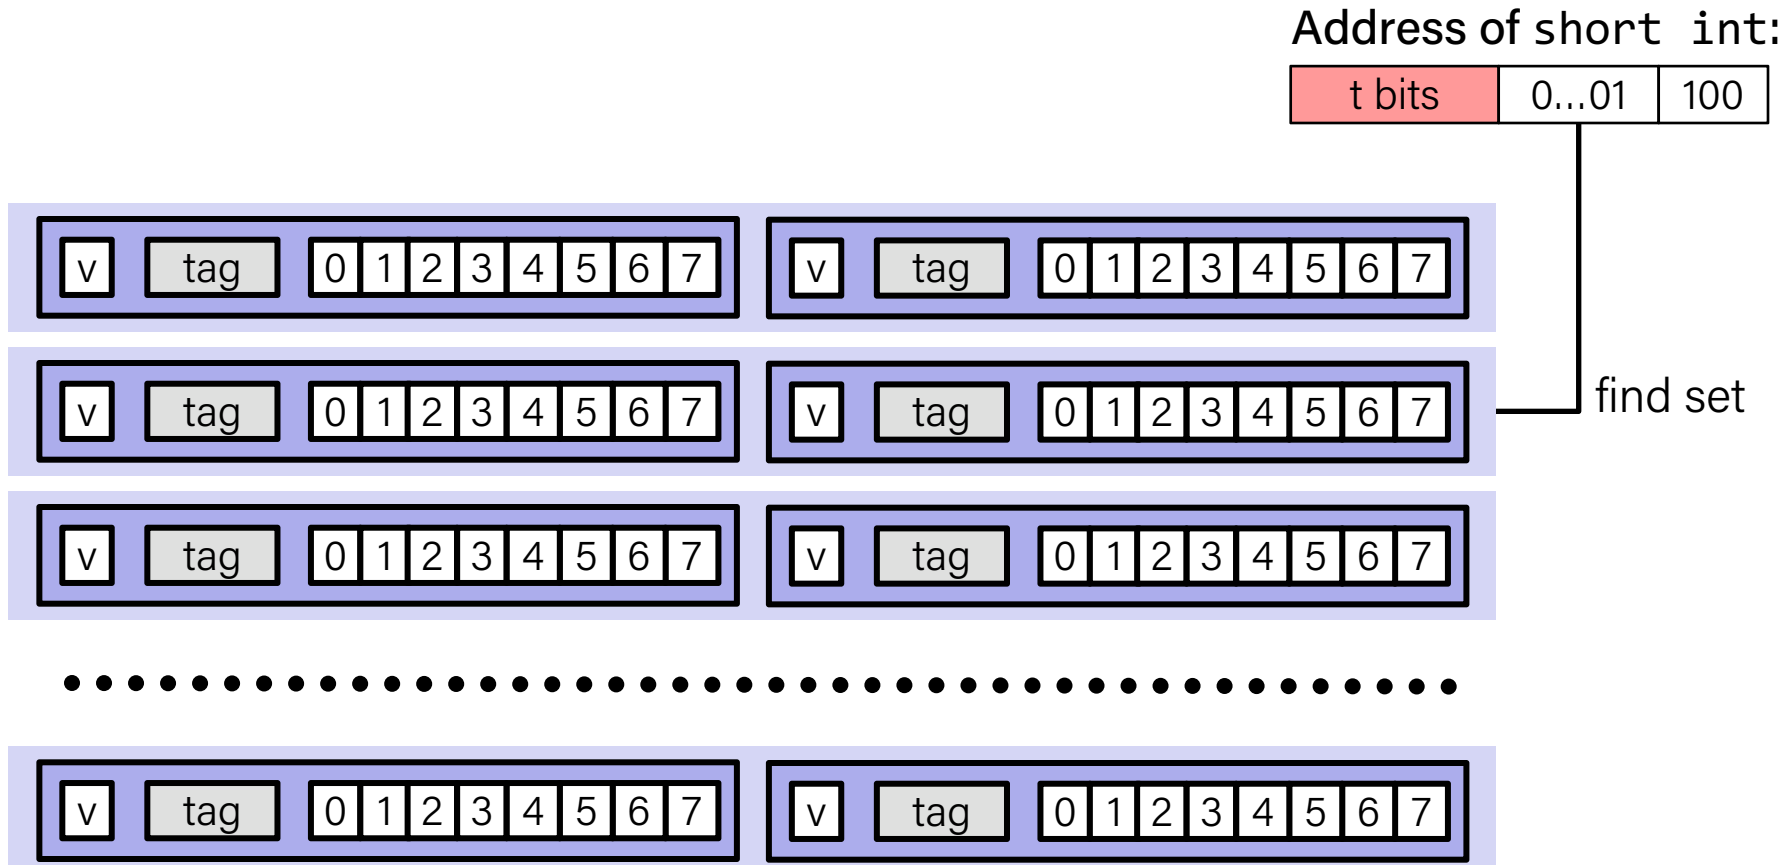 Address of short int:
t bits 0...01 100
v tag 0 1 2 3 4 5 6 7 v tag 0 1 2 3 4 5 6 7
v tag 0 1 2 3 4 5 6 7 v tag 0 1 2 3 4 5 6 7 find set
v tag 0 1 2 3 4 5 6 7 v tag 0 1 2 3 4 5 6 7
v tag 0 1 2 3 4 5 6 7 v tag 0 1 2 3 4 5 6 7